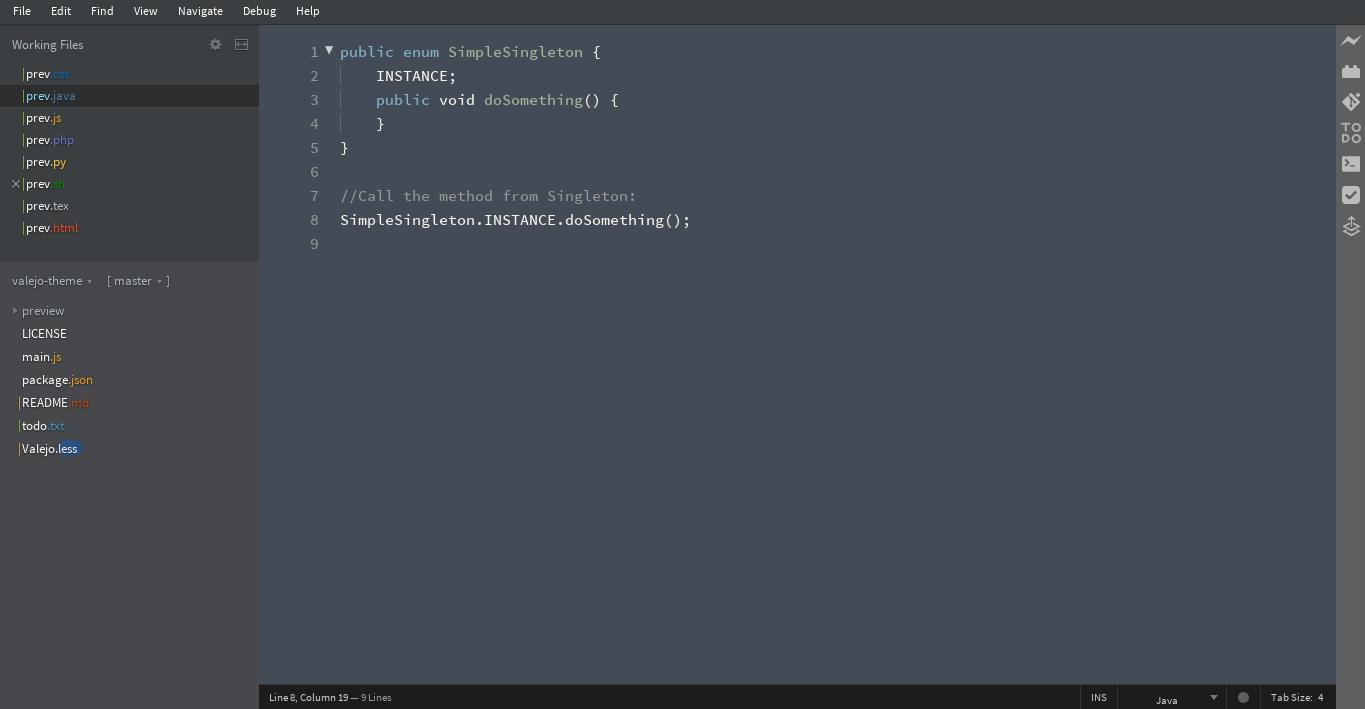 File Edit Find View Navigate Debug Help
Working Files
prev.css
prev.java
prev.js
prev.php
prev.py
prev.sh
prev.tex
prev.html
valejo-theme [ master ]
preview
LICENSE
main.js
package.json
README.md
todo.txt
Valejo.less
1 public enum SimpleSingleton {
2     INSTANCE;
3     public void doSomething() {
4     }
5 }
6
7 //Call the method from Singleton:
8 SimpleSingleton.INSTANCE.doSomething();
9
TO
DO
Line 8, Column 19 — 9 Lines INS Java Tab Size: 4